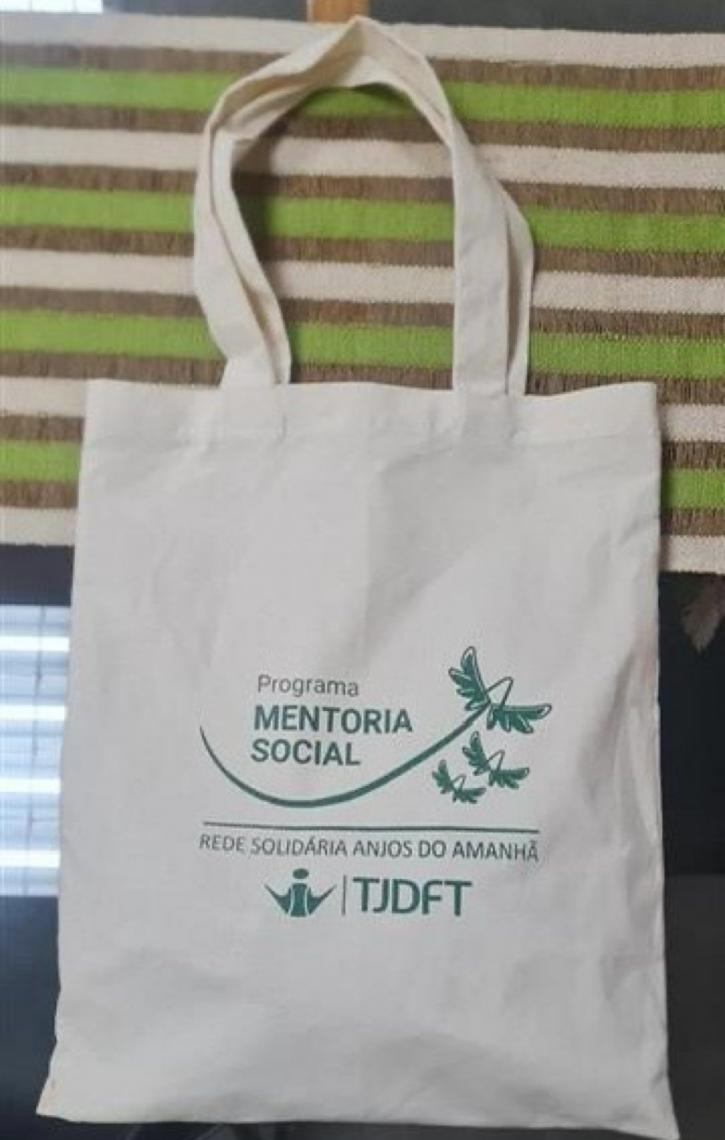 Programa
MENTORIA
SOCIAL
REDE SOLIDÁRIA ANJOS DO AMANHÃ
TJDFT